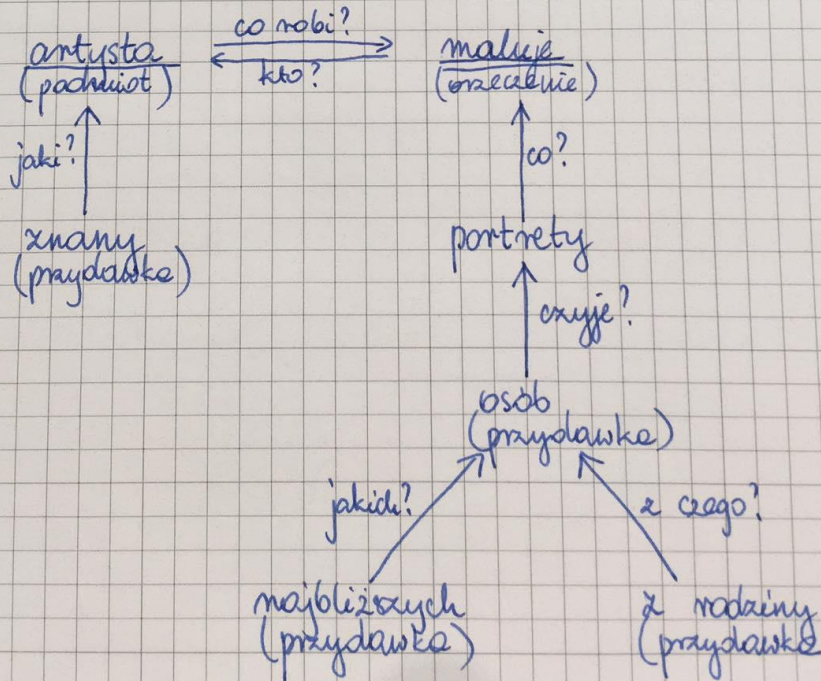 artysta co robi? maluje
(podmiot) kto? (orzeczenie)
jaki? co?
znany portrety
(przydawka)
czyje?
osób
(przydawka)
jakich? z czego?
najbliższych z rodziny
(przydawka) (przydawka